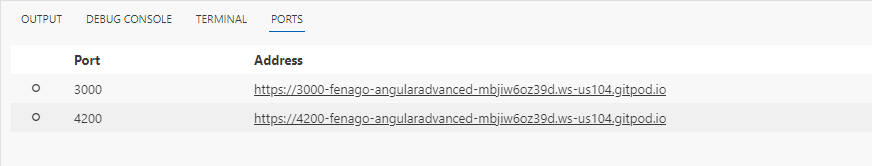 OUTPUT DEBUG CONSOLE TERMINAL PORTS
Port Address
3000 https://3000-fenago-angularadvanced-mbjiw6oz39d.ws-us104.gitpod.io
4200 https://4200-fenago-angularadvanced-mbjiw6oz39d.ws-us104.gitpod.io